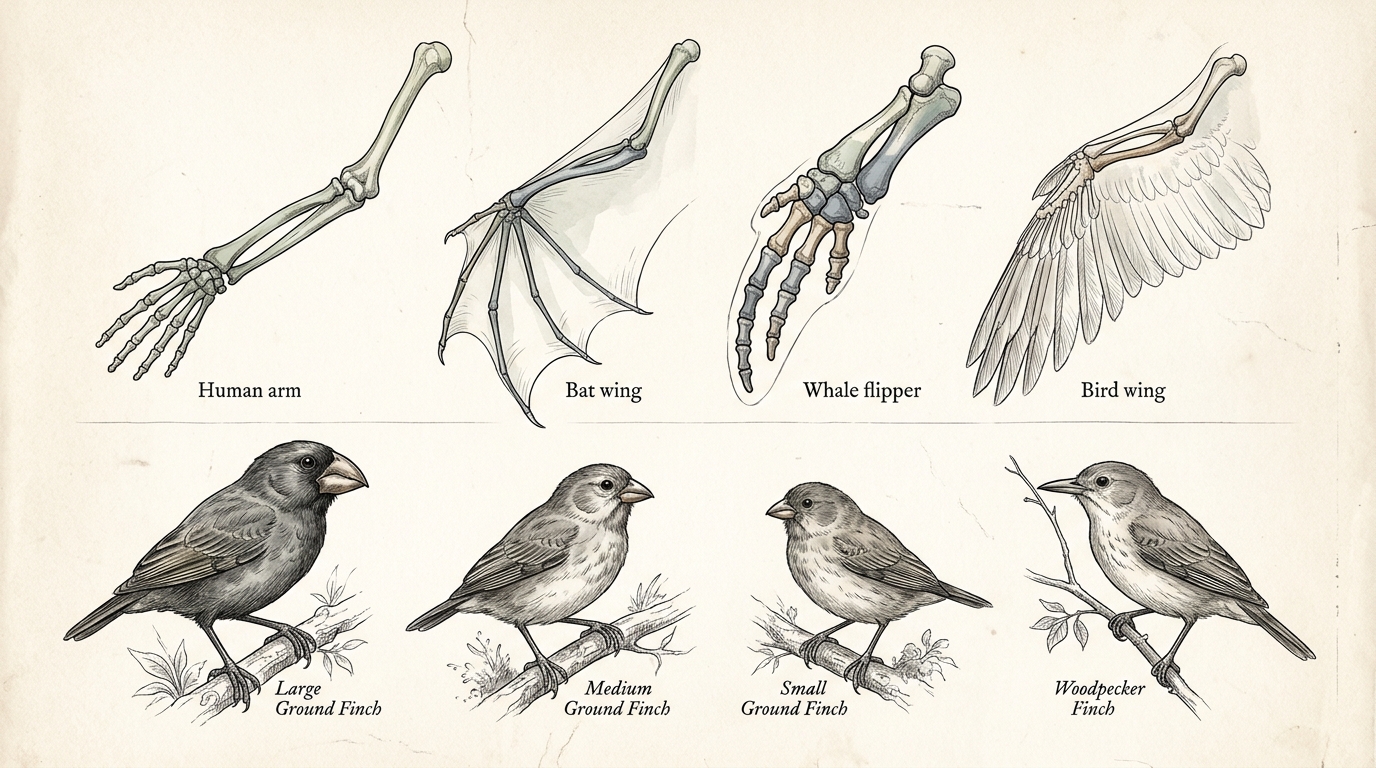 Human arm
Bat wing
Whale flipper
Bird wing
Large
Ground Finch
Medium
Ground Finch
Small
Ground Finch
Woodpecker
Finch